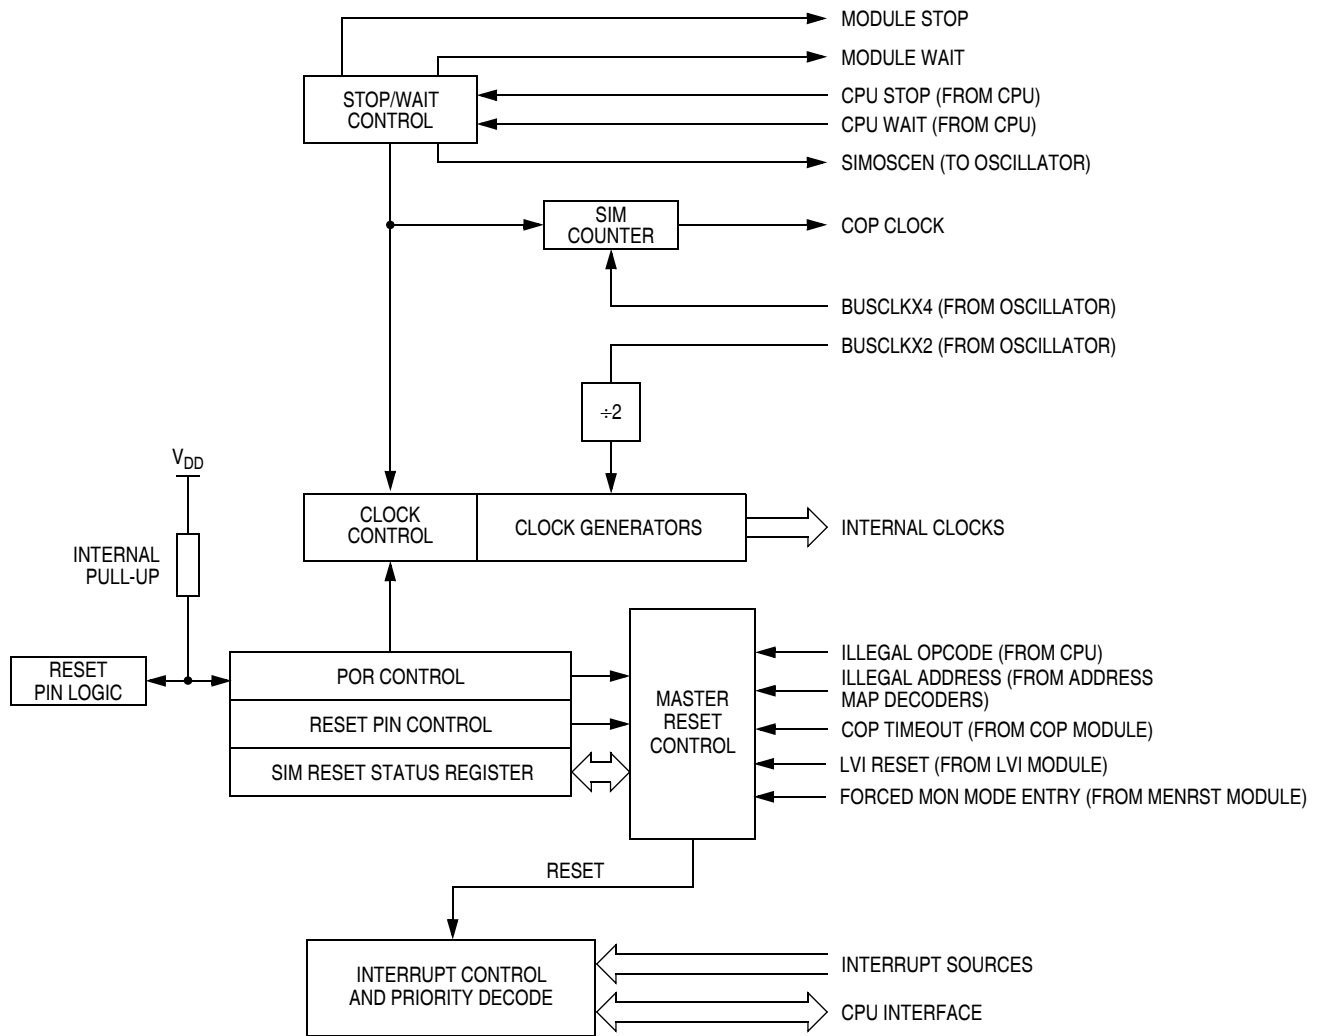 MODULE STOP
MODULE WAIT
STOP/WAIT
CONTROL
CPU STOP (FROM CPU)
CPU WAIT (FROM CPU)
SIMOSCEN (TO OSCILLATOR)
SIM
COUNTER
COP CLOCK
BUSCLKX4 (FROM OSCILLATOR)
BUSCLKX2 (FROM OSCILLATOR)
÷2
VDD
CLOCK
CONTROL
CLOCK GENERATORS
INTERNAL CLOCKS
INTERNAL
PULL-UP
RESET
PIN LOGIC
POR CONTROL
RESET PIN CONTROL
SIM RESET STATUS REGISTER
MASTER
RESET
CONTROL
ILLEGAL OPCODE (FROM CPU)
ILLEGAL ADDRESS (FROM ADDRESS
MAP DECODERS)
COP TIMEOUT (FROM COP MODULE)
LVI RESET (FROM LVI MODULE)
FORCED MON MODE ENTRY (FROM MENRST MODULE)
RESET
INTERRUPT CONTROL
AND PRIORITY DECODE
INTERRUPT SOURCES
CPU INTERFACE